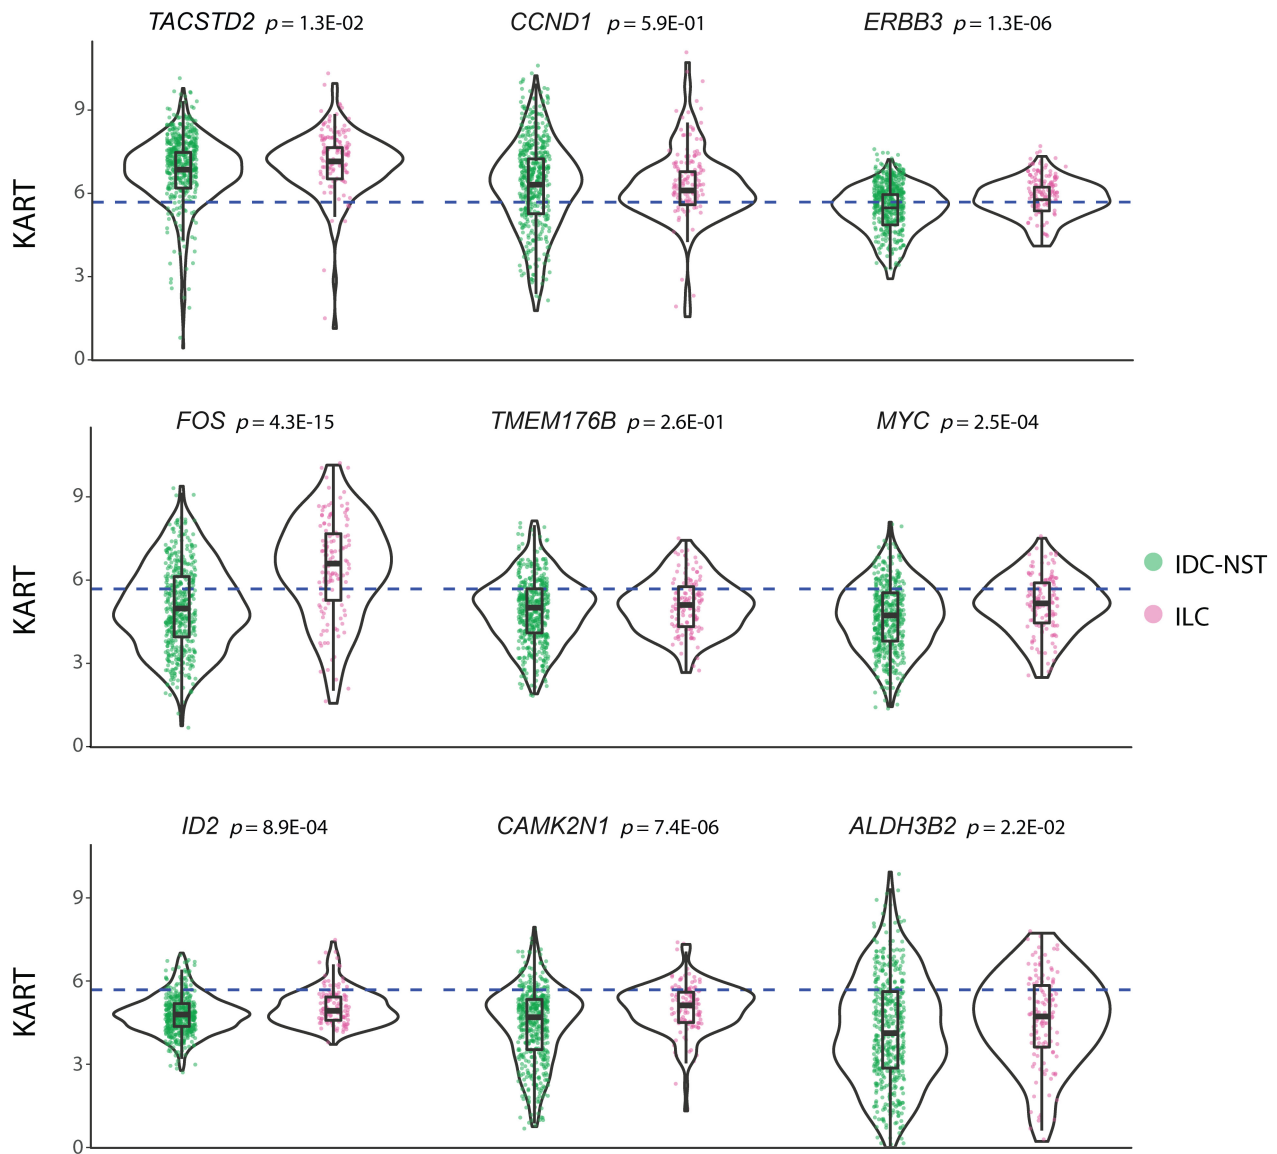 TACSTD2 p = 1.3E-02 CCND1 p = 5.9E-01 ERBB3 p = 1.3E-06
9
6
3
0
KART
FOS p = 4.3E-15 TMEM176B p = 2.6E-01 MYC p = 2.5E-04
9
6
3
0
KART
IDC-NST
ILC
ID2 p = 8.9E-04 CAMK2N1 p = 7.4E-06 ALDH3B2 p = 2.2E-02
9
6
3
0
KART